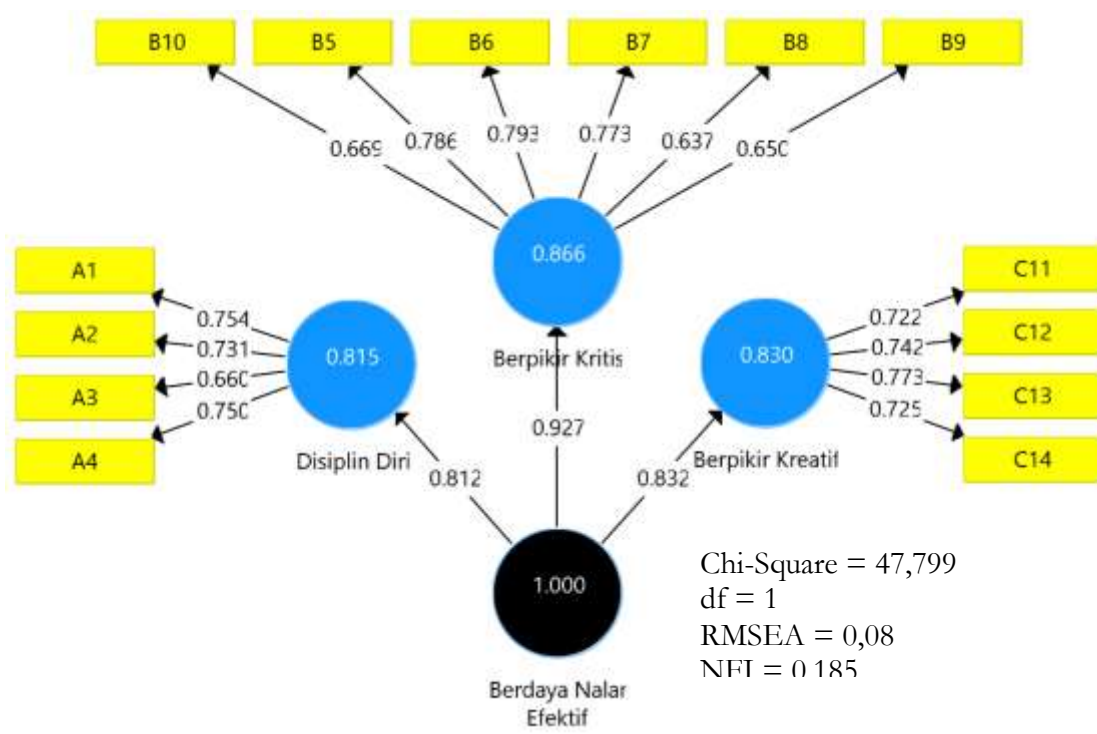 B10
B5
B6
B7
B8
B9
0.669
0.786
0.793
0.773
0.637
0.650
0.866
Berpikir Kritis
A1
A2
A3
A4
0.754
0.731
0.660
0.750
0.815
Disiplin Diri
0.830
Berpikir Kreatif
0.722
0.742
0.773
0.725
C11
C12
C13
C14
0.812
0.927
0.832
1.000
Berdaya Nalar
Efektif
Chi-Square = 47,799
df = 1
RMSEA = 0,08
NFI = 0,185